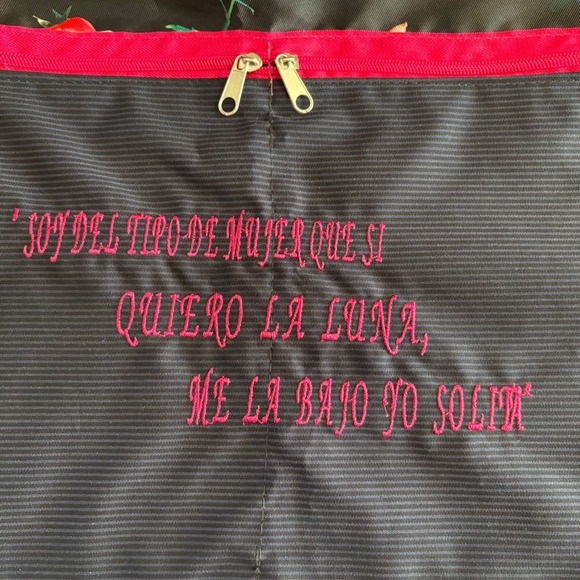 "SOY DEL TIPO DE MUJER QUE SI
QUIERO LA LUNA,
ME LA BAJO YO SOLITA"